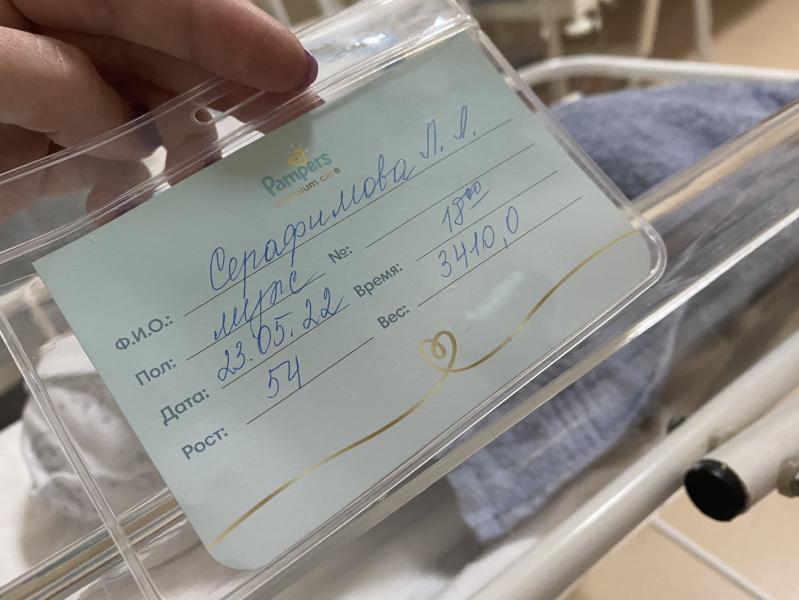 Pampers
premium care
Ф.И.О.: Серафимова Л. Л.
Пол: муж №:
Дата: 23.05.22 Время: 18⁰⁰
Рост: 54 Вес: 3410,0